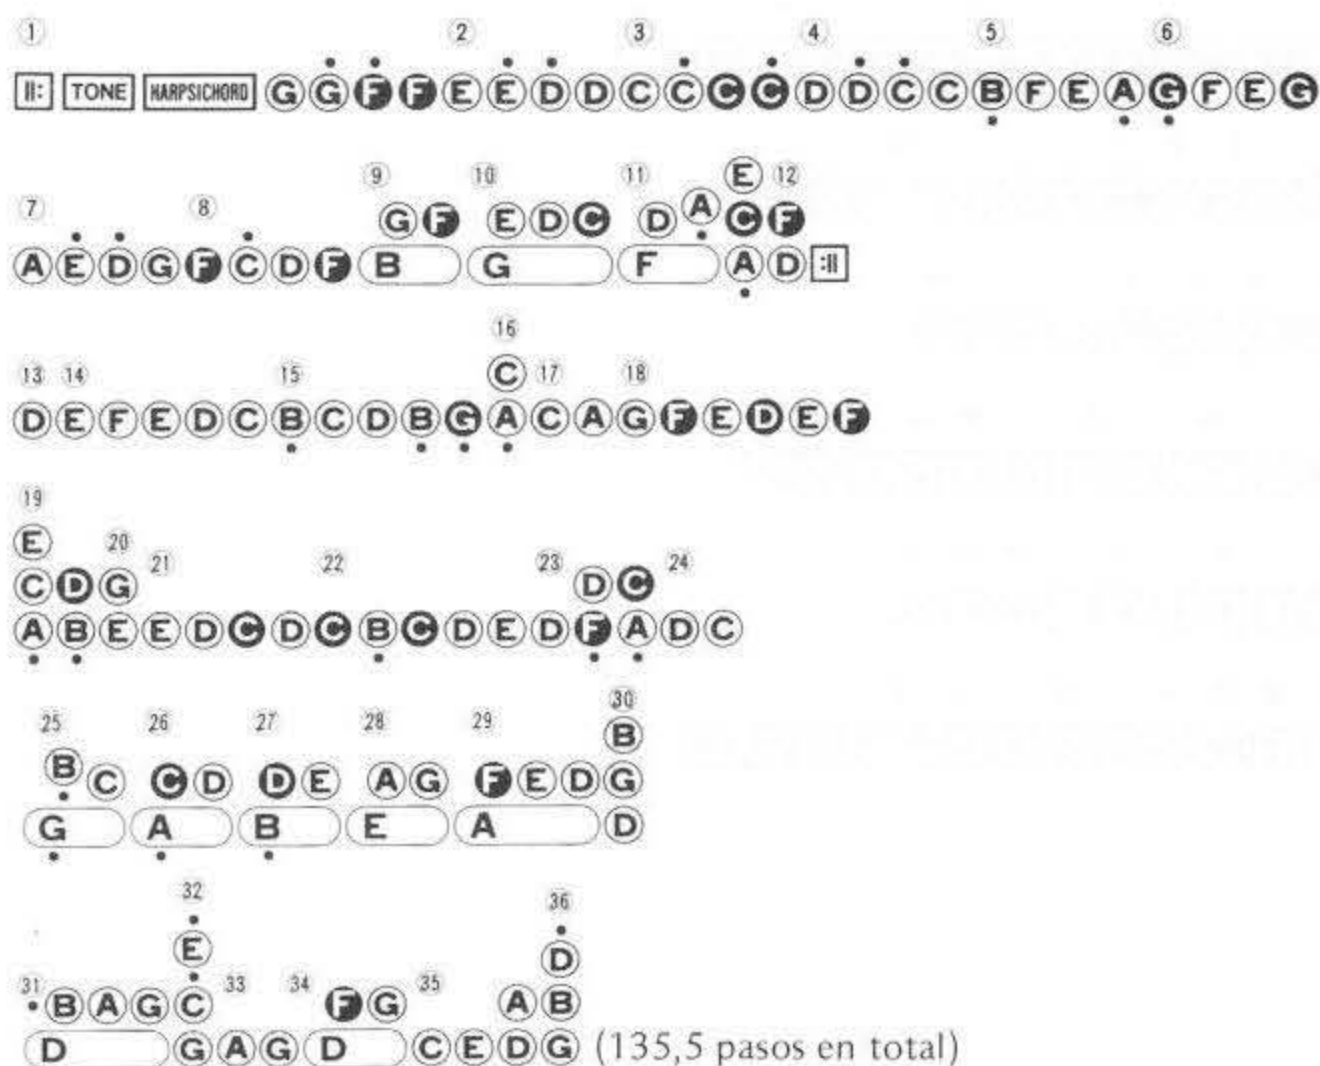 ① ② ③ ④ ⑤ ⑥
𝄆 TONE HARPSICHORD G G F F E E D D C C C C D D C C B F E A G F E G
E
⑦ ⑧ ⑨ ⑩ ⑪ ⑫
G F E D C D A C F
A E D G F C D F B G F A D :||
⑯
⑬ ⑭ ⑮ C ⑰ ⑱
D E F E D C B C D B G A C A G F E D E F
⑲
E ⑳ ㉑ ㉒ ㉓ ㉔
C D G D C
A B E E D C D C B C D E D F A D C
㉚
㉕ ㉖ ㉗ ㉘ ㉙ B
B C C D D E A G F E D G
G A B E A D
㉜ ㊱
E D
㉛ ㉝ ㉞ ㉟
B A G C F G A B
D G A G D C E D G (135,5 pasos en total)